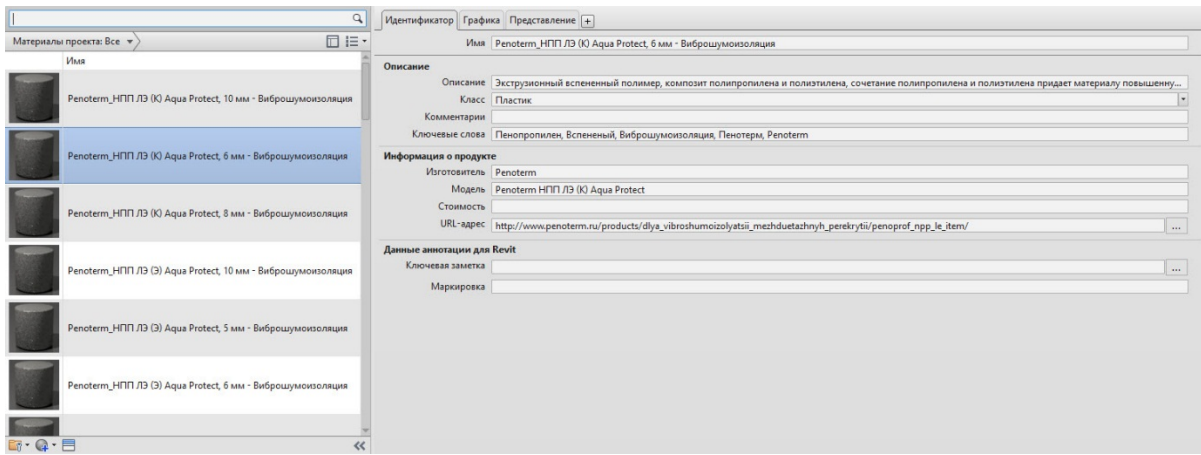 Материалы проекта: Все
Имя
Penoterm_НПП ЛЭ (К) Aqua Protect, 10 мм - Виброшумоизоляция
Penoterm_НПП ЛЭ (К) Aqua Protect, 6 мм - Виброшумоизоляция
Penoterm_НПП ЛЭ (К) Aqua Protect, 8 мм - Виброшумоизоляция
Penoterm_НПП ЛЭ (Э) Aqua Protect, 10 мм - Виброшумоизоляция
Penoterm_НПП ЛЭ (Э) Aqua Protect, 5 мм - Виброшумоизоляция
Penoterm_НПП ЛЭ (Э) Aqua Protect, 6 мм - Виброшумоизоляция
Идентификатор Графика Представление +
Имя Penoterm_НПП ЛЭ (К) Aqua Protect, 6 мм - Виброшумоизоляция
Описание
Описание Экструзионный вспененный полимер, композит полипропилена и полиэтилена, сочетание полипропилена и полиэтилена придает материалу повышенну...
Класс Пластик
Комментарии
Ключевые слова Пенопропилен, Вспененый, Виброшумоизоляция, Пенотерм, Penoterm
Информация о продукте
Изготовитель Penoterm
Модель Penoterm НПП ЛЭ (К) Aqua Protect
Стоимость
URL-адрес http://www.penoterm.ru/products/dlya_vibroshumoizolyatsii_mezhduetazhnyh_perekrytii/penoprof_npp_le_item/ ...
Данные аннотации для Revit
Ключевая заметка ...
Маркировка